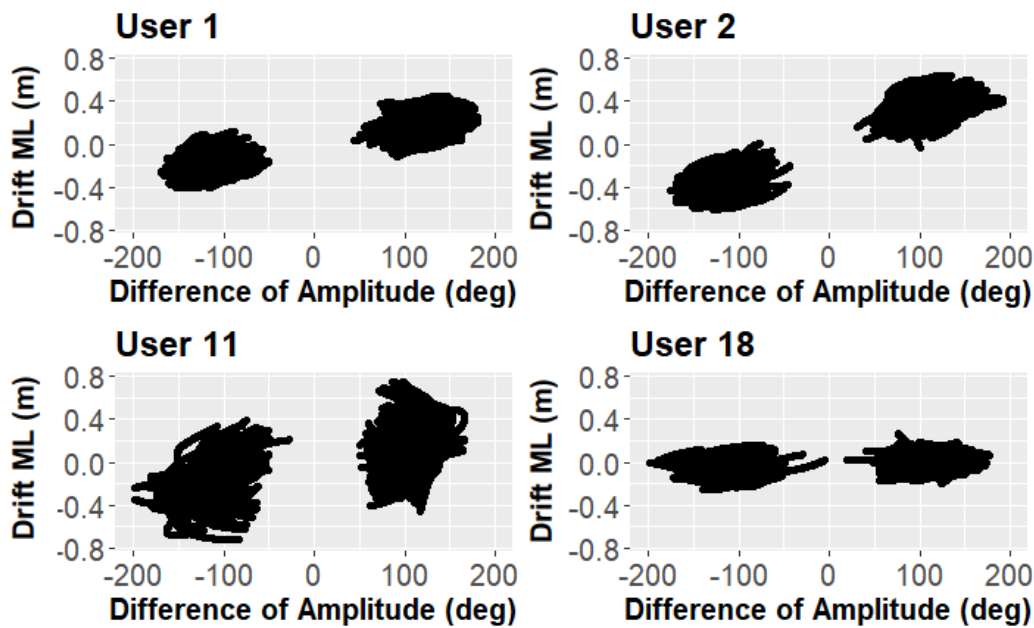 User 1
Drift ML (m)
0.8
0.4
0.0
-0.4
-0.8
-200 -100 0 100 200
Difference of Amplitude (deg)
User 2
Drift ML (m)
0.8
0.4
0.0
-0.4
-0.8
-200 -100 0 100 200
Difference of Amplitude (deg)
User 11
Drift ML (m)
0.8
0.4
0.0
-0.4
-0.8
-200 -100 0 100 200
Difference of Amplitude (deg)
User 18
Drift ML (m)
0.8
0.4
0.0
-0.4
-0.8
-200 -100 0 100 200
Difference of Amplitude (deg)